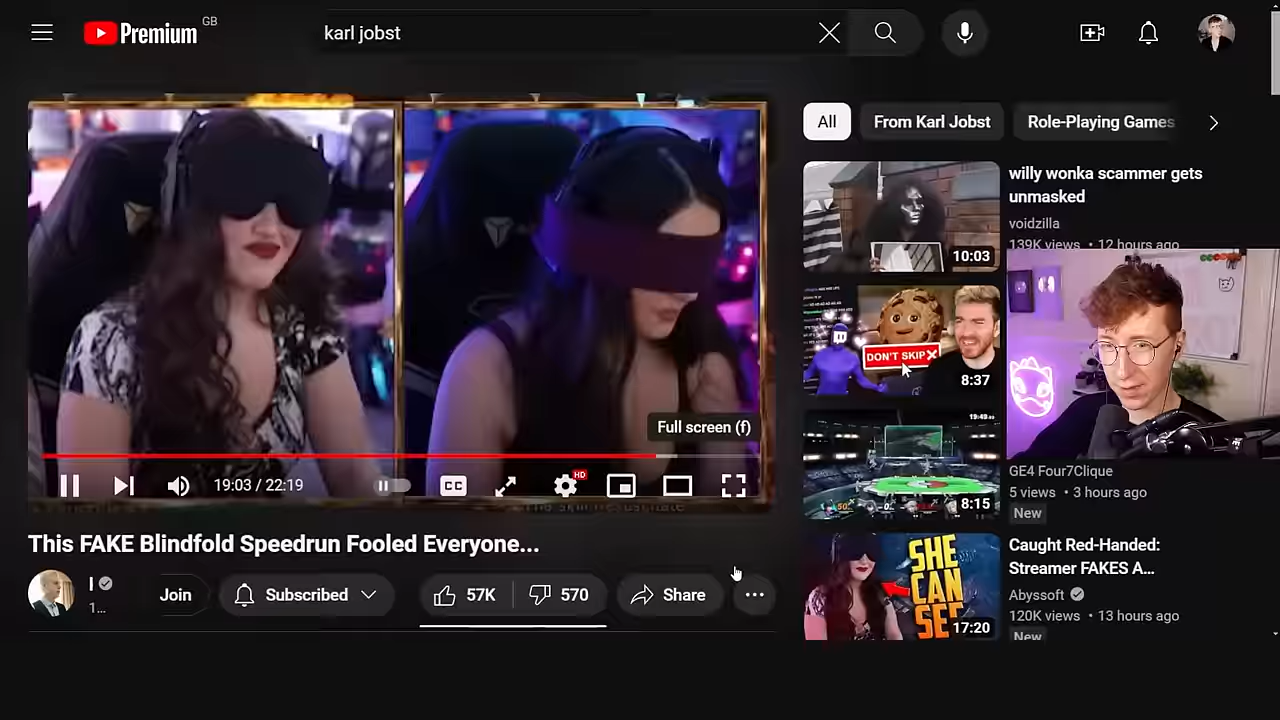 Premium
GB
karl jobst
All
From Karl Jobst
Role-Playing Games
willy wonka scammer gets
unmasked
voidzilla
139K views • 12 hours ago
10:03
DON'T SKIP
8:37
Full screen (f)
CC
HD
19:03 / 22:19
8:15
GE4 Four7Clique
5 views • 3 hours ago
New
This FAKE Blindfold Speedrun Fooled Everyone...
I
1...
Join
Subscribed
57K
570
Share
SHE
CAN
SEE
17:20
Caught Red-Handed:
Streamer FAKES A...
Abyssoft
120K views • 13 hours ago
New